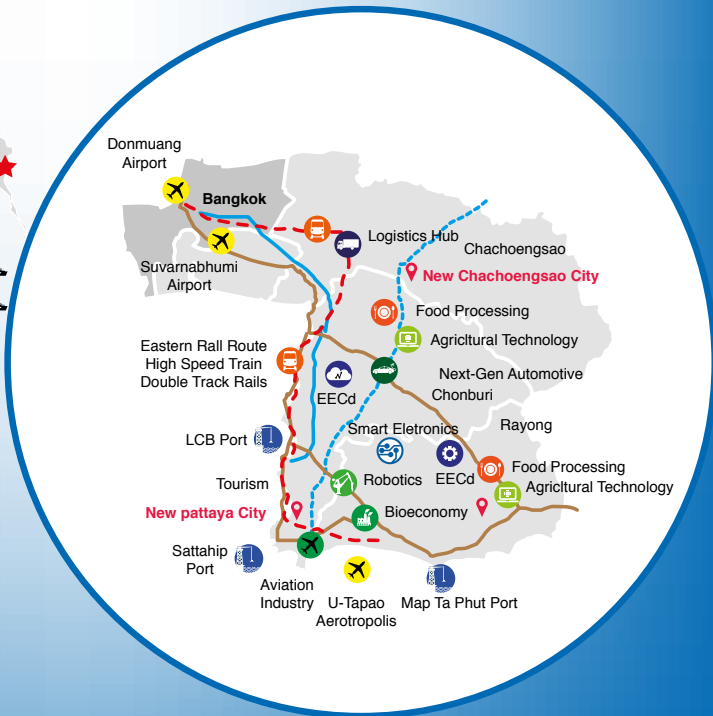 Donmuang
Airport
Bangkok
Logistics Hub
Chachoengsao
Suvarnabhumi
Airport
New Chachoengsao City
Food Processing
Agricltural Technology
Eastern Rall Route
High Speed Train
Double Track Rails
EECd
Next-Gen Automotive
Chonburi
Smart Eletronics
Rayong
LCB Port
Tourism
Robotics
EECd
Food Processing
Agricltural Technology
New pattaya City
Bioeconomy
Sattahip
Port
Aviation
Industry
U-Tapao
Aerotropolis
Map Ta Phut Port